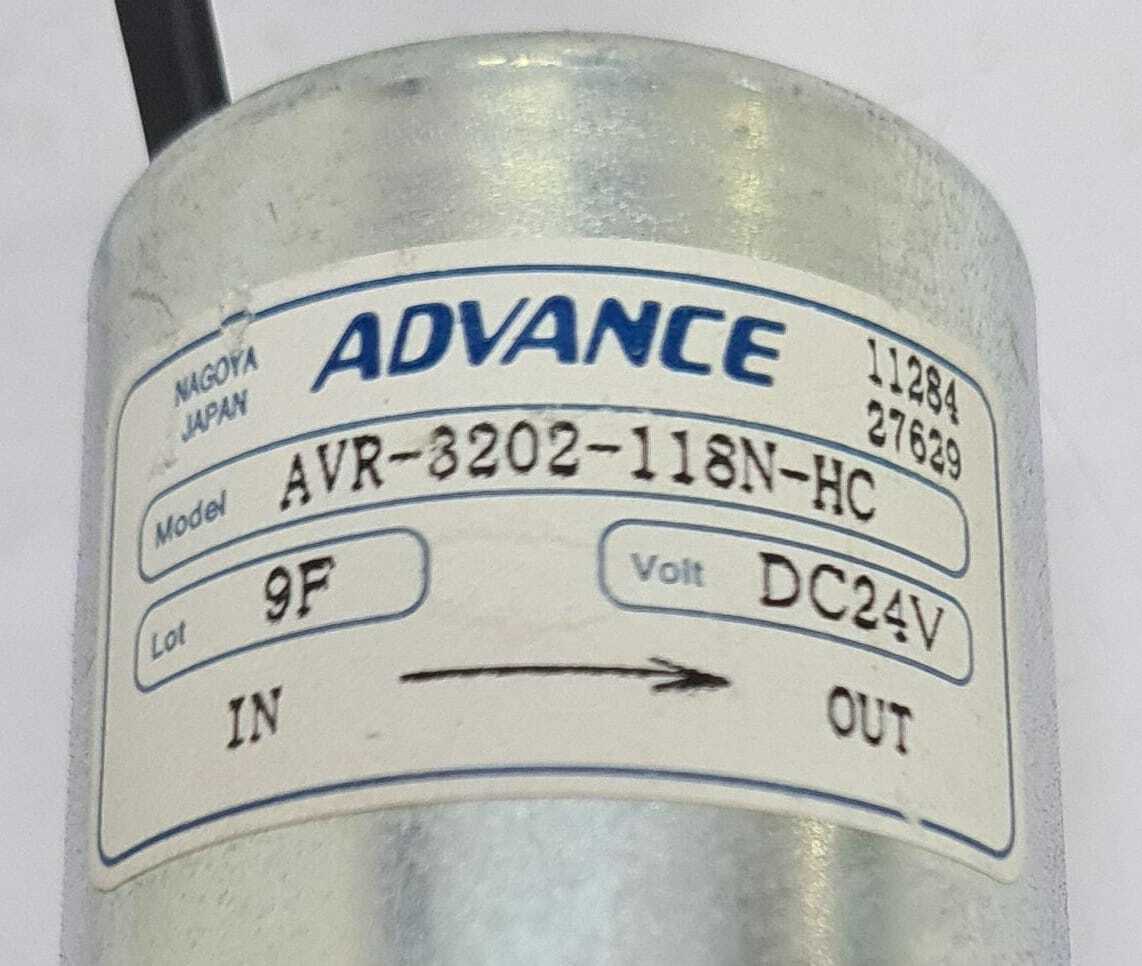 NAGOYA
JAPAN
ADVANCE
11284
27629
Model AVR-3202-118N-HC
Lot 9F
Volt DC24V
IN → OUT